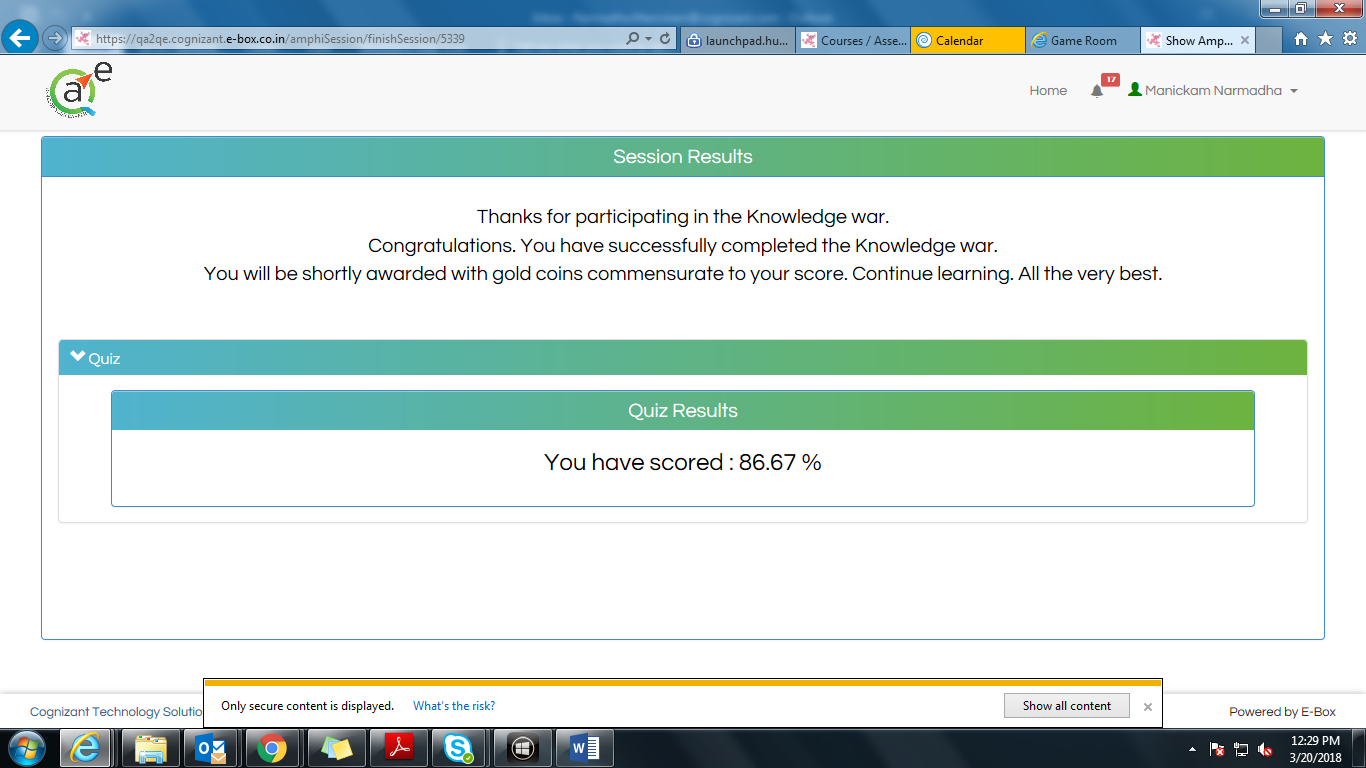 https://qa2qe.cognizant.e-box.co.in/amphiSession/finishSession/5339
launchpad.hu...
Courses / Asse...
Calendar
Game Room
Show Amp...
a e
Home
17
Manickam Narmadha
Session Results
Thanks for participating in the Knowledge war.
Congratulations. You have successfully completed the Knowledge war.
You will be shortly awarded with gold coins commensurate to your score. Continue learning. All the very best.
Quiz
Quiz Results
You have scored : 86.67 %
Only secure content is displayed. What's the risk? Show all content
Cognizant Technology Solutio
Powered by E-Box
12:29 PM
3/20/2018